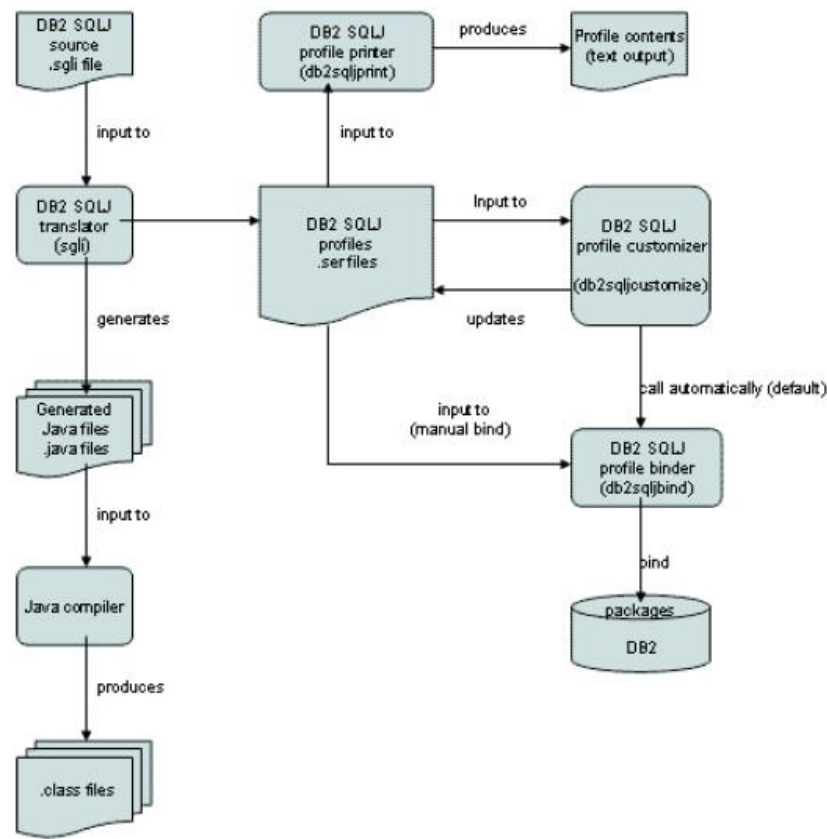 DB2 SQLJ
source
.sgli file
input to
DB2 SQLJ
translator
(sgli)
generates
Generated
Java files
.java files
input to
Java compiler
produces
.class files
DB2 SQLJ
profile printer
(db2sqljprint)
produces
Profile contents
(text output)
input to
DB2 SQLJ
profiles
.ser files
Input to
DB2 SQLJ
profile customizer
(db2sqljcustomize)
updates
call automatically (default)
input to
(manual bind)
DB2 SQLJ
profile binder
(db2sqljbind)
bind
packages
DB2